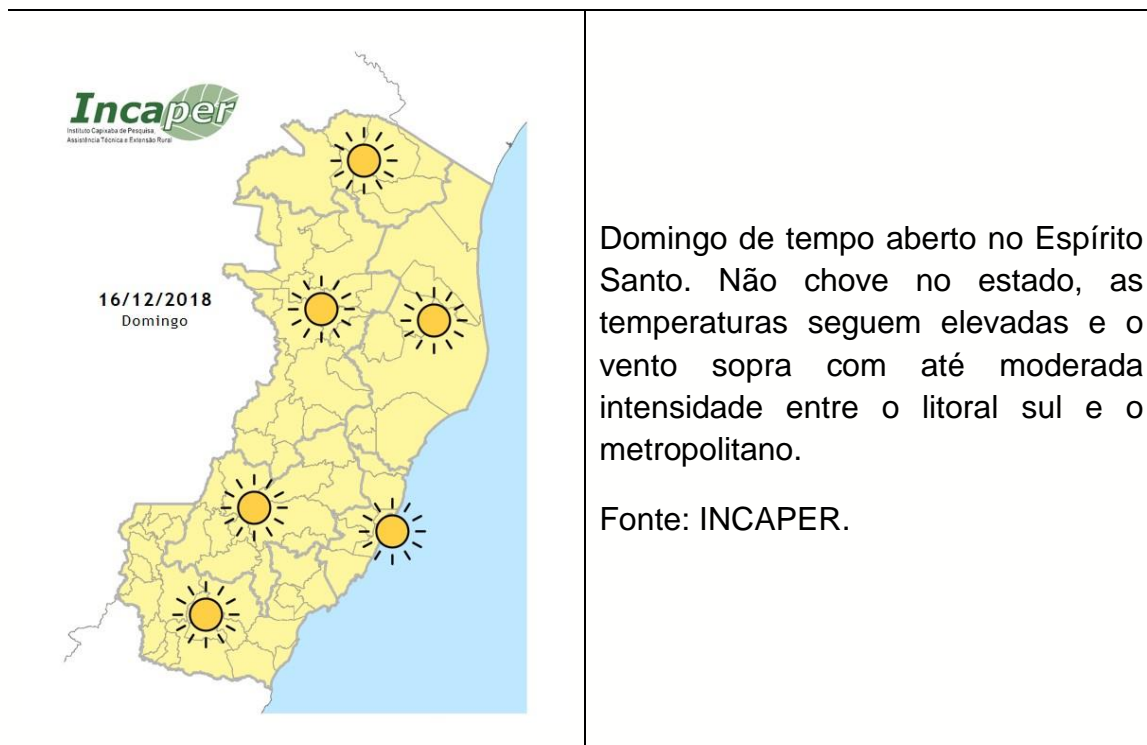 Incaper
Instituto Capixaba de Pesquisa,
Assistência Técnica e Extensão Rural
16/12/2018
Domingo
Domingo de tempo aberto no Espírito
Santo. Não chove no estado, as
temperaturas seguem elevadas e o
vento sopra com até moderada
intensidade entre o litoral sul e o
metropolitano.
Fonte: INCAPER.